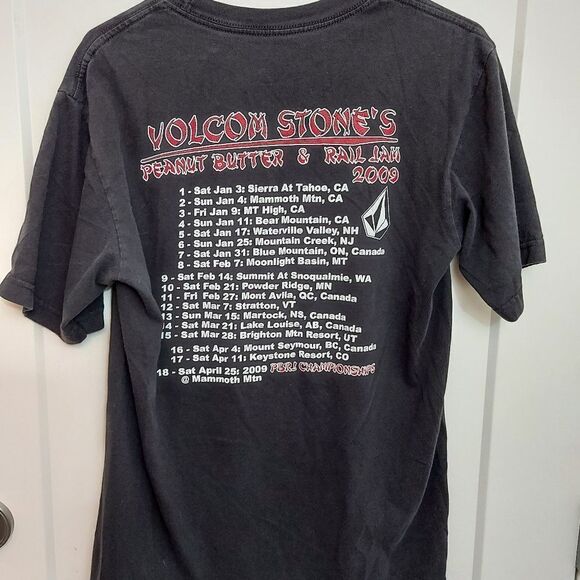 VOLCOM STONE'S
PEANUT BUTTER & RAIL JAM
2009
1 - Sat Jan 3: Sierra At Tahoe, CA
2 - Sun Jan 4: Mammoth Mtn, CA
3 - Fri Jan 9: MT High, CA
4 - Sun Jan 11: Bear Mountain, CA
5 - Sat Jan 17: Waterville Valley, NH
6 - Sun Jan 25: Mountain Creek, NJ
7 - Sat Jan 31: Blue Mountain, ON, Canada
8 - Sat Feb 7: Moonlight Basin, MT
9 - Sat Feb 14: Summit At Snoqualmie, WA
10 - Sat Feb 21: Powder Ridge, MN
11 - Fri Feb 27: Mont Avila, QC, Canada
12 - Sat Mar 7: Stratton, VT
13 - Sun Mar 15: Martock, NS, Canada
14 - Sat Mar 21: Lake Louise, AB, Canada
15 - Sat Mar 28: Brighton Mtn Resort, UT
16 - Sat Apr 4: Mount Seymour, BC, Canada
17 - Sat Apr 11: Keystone Resort, CO
18 - Sat April 25: 2009 PBRJ CHAMPIONSHIPS
@ Mammoth Mtn